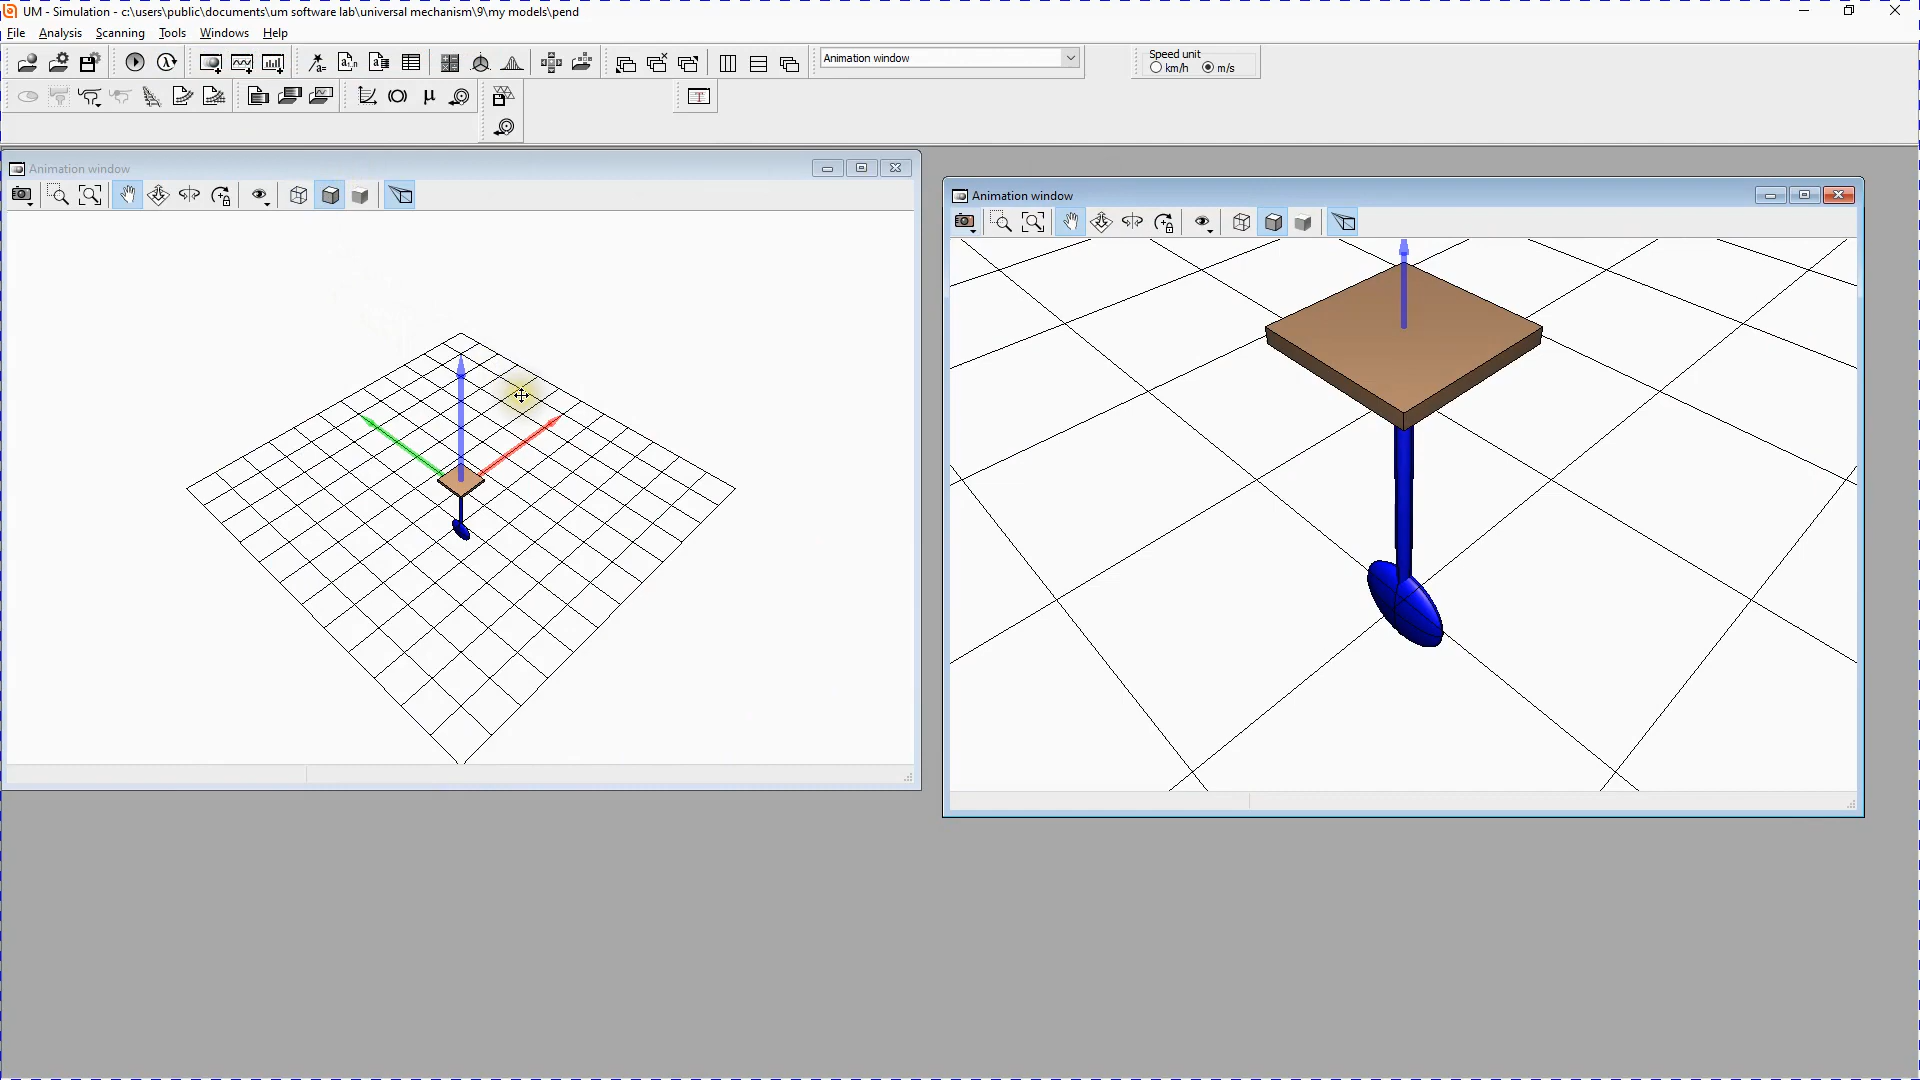 UM - Simulation - c:\users\public\documents\um software lab\universal mechanism\9\my models\pend
File Analysis Scanning Tools Windows Help
Animation window
Speed unit
km/h m/s
Animation window
Animation window